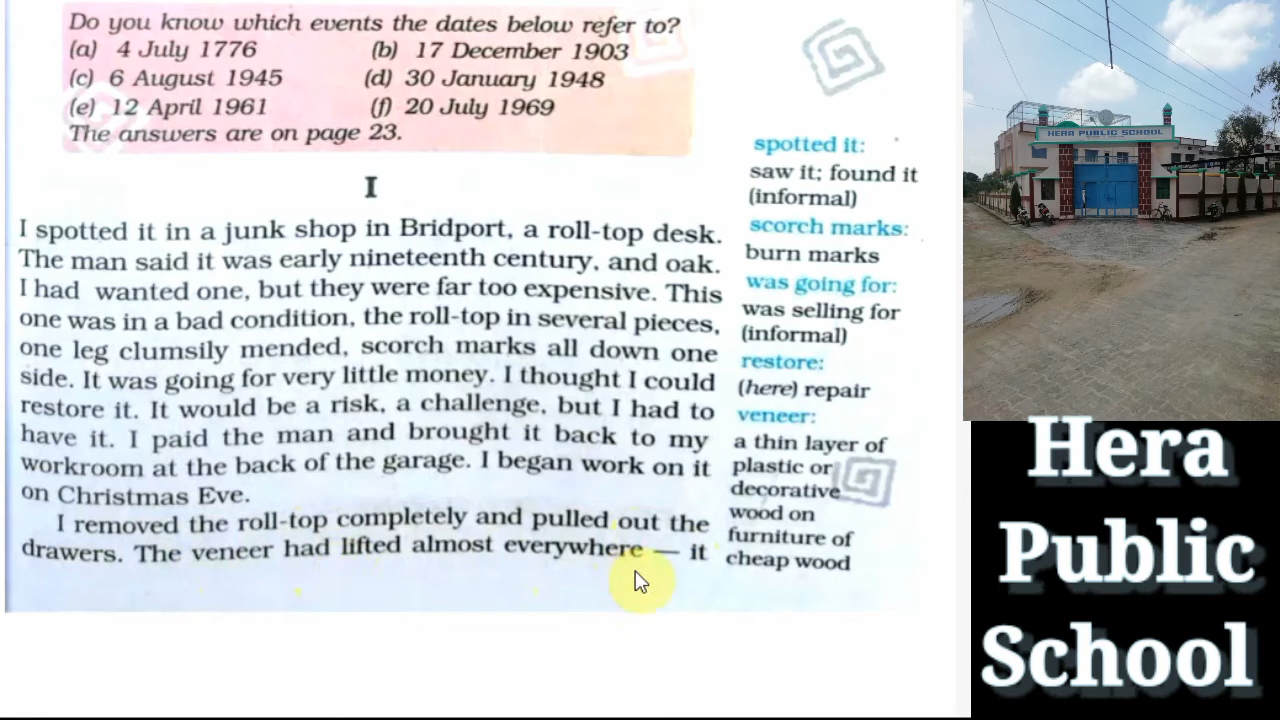 Do you know which events the dates below refer to?
(a) 4 July 1776 (b) 17 December 1903
(c) 6 August 1945 (d) 30 January 1948
(e) 12 April 1961 (f) 20 July 1969
The answers are on page 23.
I
I spotted it in a junk shop in Bridport, a roll-top desk.
The man said it was early nineteenth century, and oak.
I had wanted one, but they were far too expensive. This
one was in a bad condition, the roll-top in several pieces,
one leg clumsily mended, scorch marks all down one
side. It was going for very little money. I thought I could
restore it. It would be a risk, a challenge, but I had to
have it. I paid the man and brought it back to my
workroom at the back of the garage. I began work on it
on Christmas Eve.
I removed the roll-top completely and pulled out the
drawers. The veneer had lifted almost everywhere — it
spotted it:
saw it; found it
(informal)
scorch marks:
burn marks
was going for:
was selling for
(informal)
restore:
(here) repair
veneer:
a thin layer of
plastic or
decorative
wood on
furniture of
cheap wood
HERA PUBLIC SCHOOL
Hera
Public
School